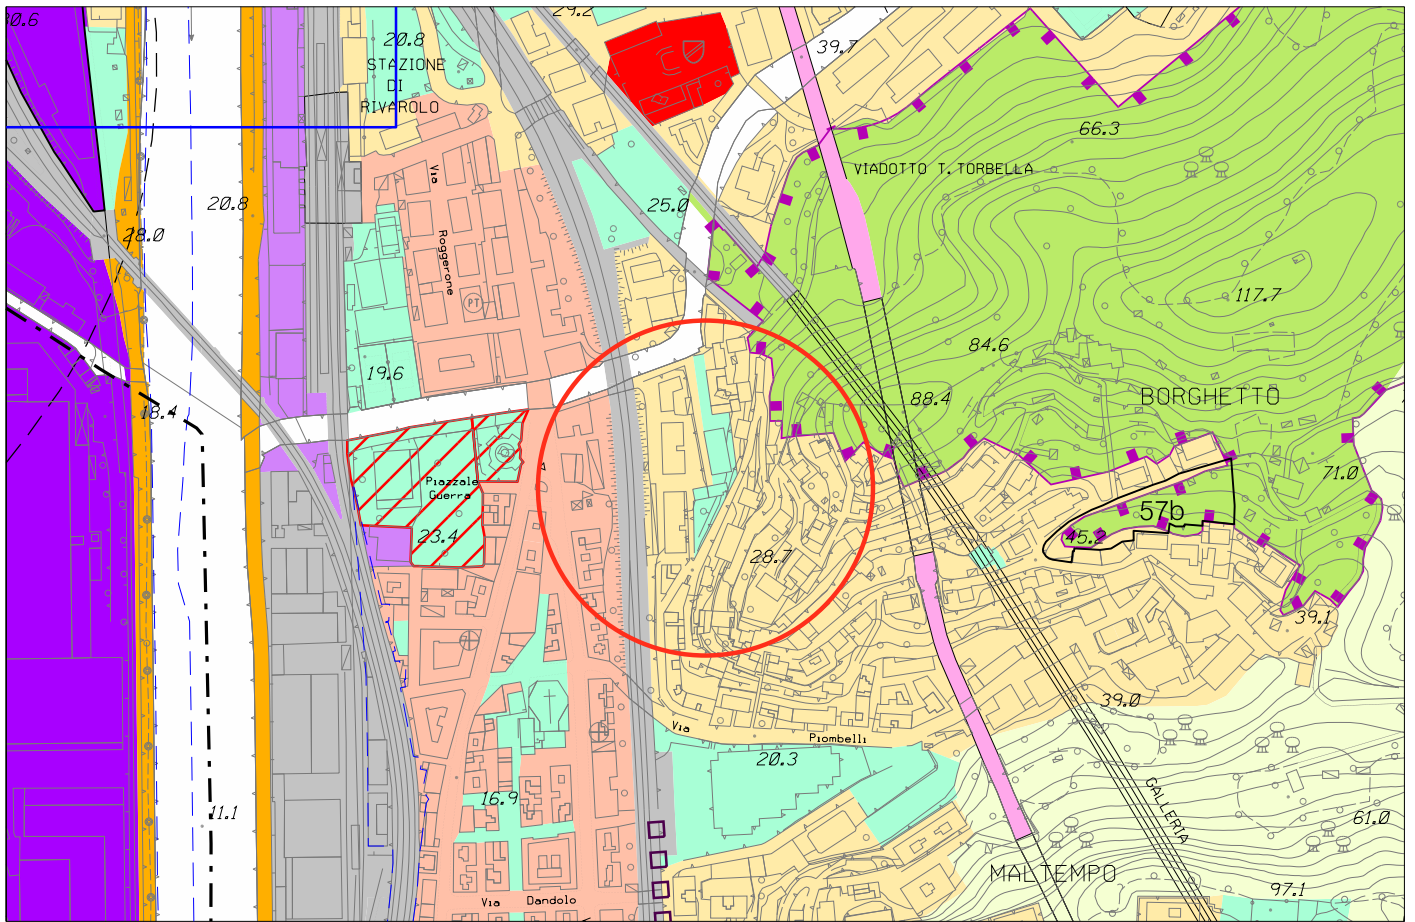 30.6
29.2
20.8
STAZIONE
DI
RIVAROLO
39.7
66.3
VIADOTTO T. TORBELLA
Via
Roggerone
25.0
20.8
28.0
PT
117.7
84.6
19.6
88.4
BORGHETTO
18.4
71.0
Piazzale
Guerra
57b
23.4
45.2
28.7
39.1
39.0
Via
Piombelli
20.3
GALLERIA
16.9
11.1
61.0
MALTEMPO
97.1
Via Dandolo